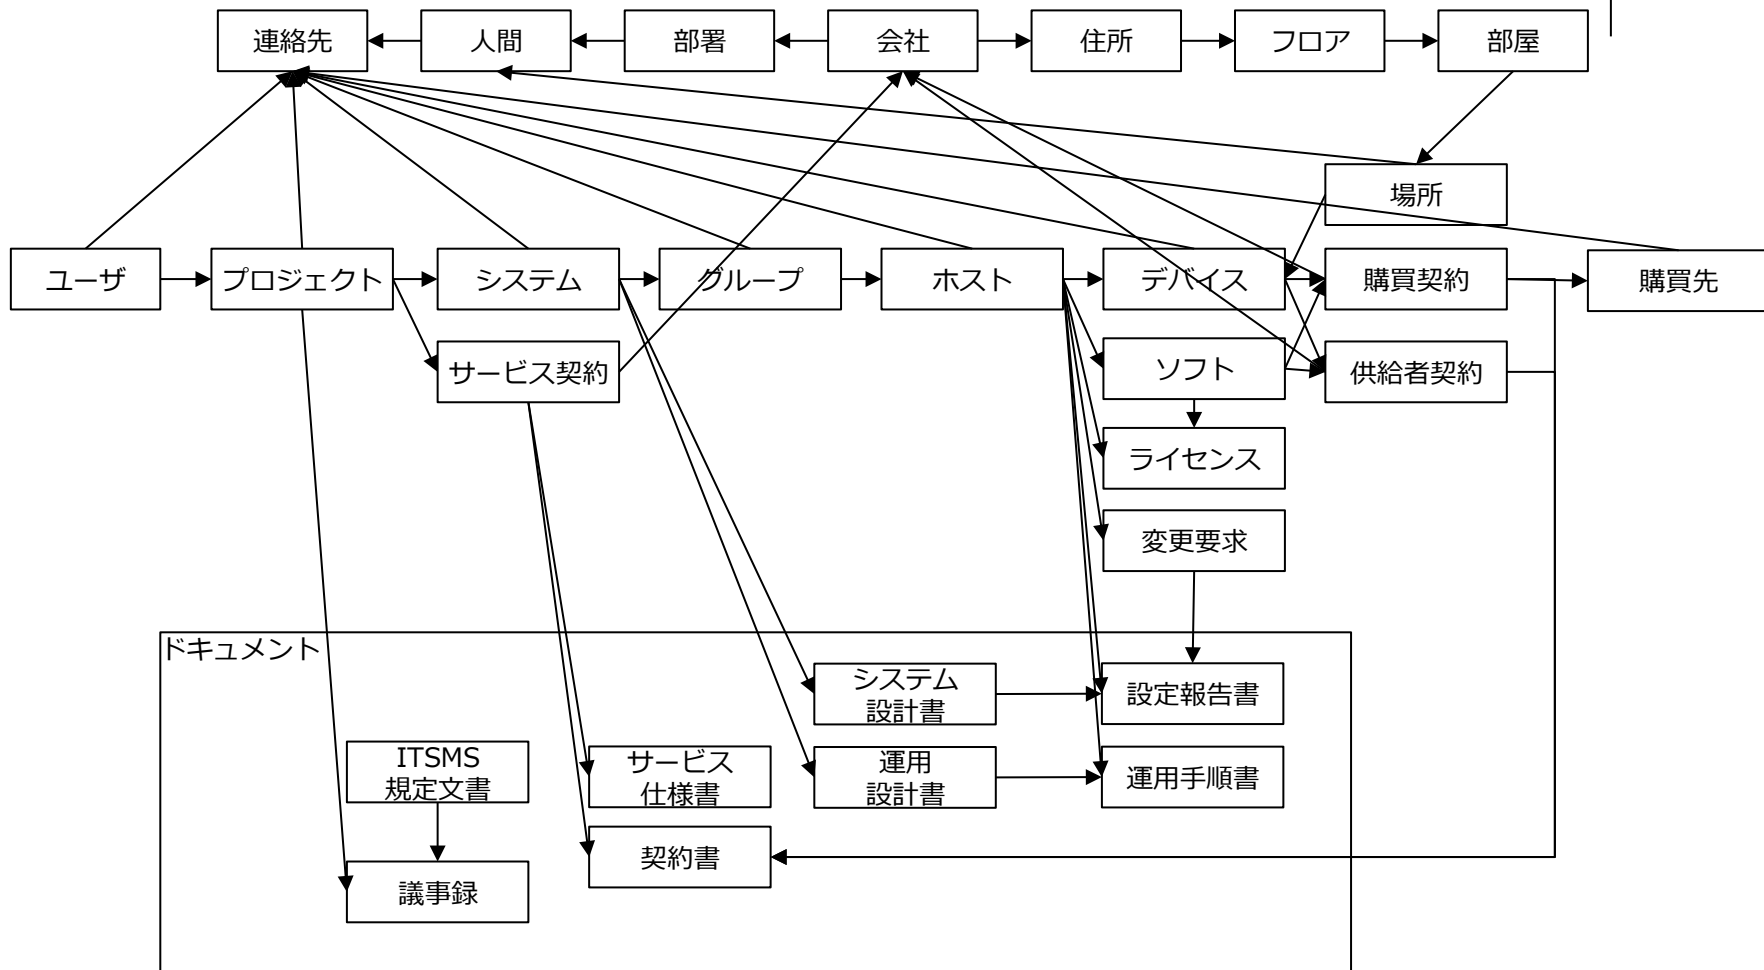 連絡先
人間
部署
会社
住所
フロア
部屋
場所
ユーザ
プロジェクト
システム
グループ
ホスト
デバイス
購買契約
購買先
サービス契約
ソフト
供給者契約
ライセンス
変更要求
ドキュメント
システム
設計書
設定報告書
ITSMS
規定文書
サービス
仕様書
運用
設計書
運用手順書
契約書
議事録